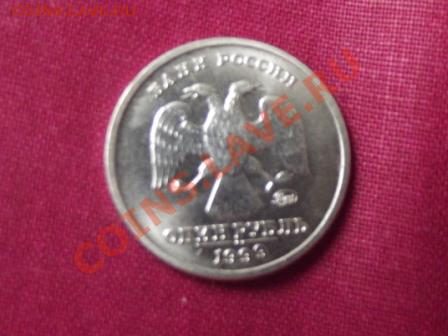 coins.lave.ru
БАНК РОССИИ
ОДИН РУБЛЬ
COINS.LAVE.RU